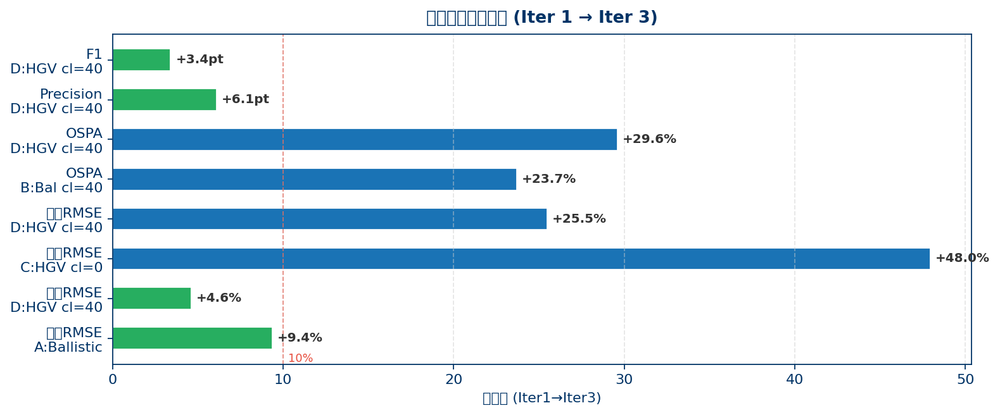 (Iter 1 → Iter 3)
F1
D:HGV cl=40
+3.4pt
Precision
D:HGV cl=40
+6.1pt
OSPA
D:HGV cl=40
+29.6%
OSPA
B:Bal cl=40
+23.7%
RMSE
D:HGV cl=40
+25.5%
RMSE
C:HGV cl=0
+48.0%
RMSE
D:HGV cl=40
+4.6%
RMSE
A:Ballistic
+9.4%
10%
0 10 20 30 40 50
(Iter1→Iter3)